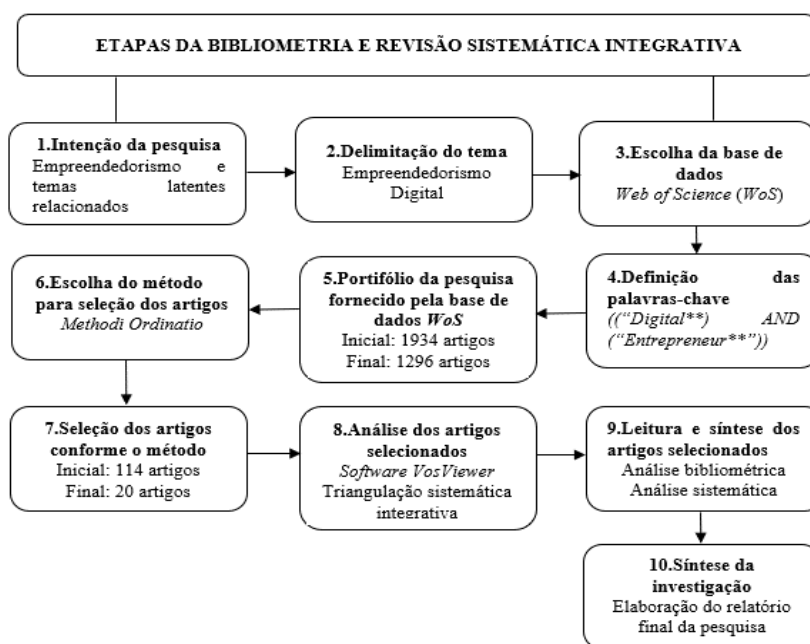 ETAPAS DA BIBLIOMETRIA E REVISÃO SISTEMÁTICA INTEGRATIVA
1.Intenção da pesquisa
Empreendedorismo e
temas latentes
relacionados
2.Delimitação do tema
Empreendedorismo
Digital
3.Escolha da base de
dados
Web of Science (WoS)
4.Definição das
palavras-chave
((“Digital**) AND
(“Entrepreneur**”))
5.Portifólio da pesquisa
fornecido pela base de
dados WoS
Inicial: 1934 artigos
Final: 1296 artigos
6.Escolha do método
para seleção dos artigos
Methodi Ordinatio
7.Seleção dos artigos
conforme o método
Inicial: 114 artigos
Final: 20 artigos
8.Análise dos artigos
selecionados
Software VosViewer
Triangulação sistemática
integrativa
9.Leitura e síntese dos
artigos selecionados
Análise bibliométrica
Análise sistemática
10.Síntese da
investigação
Elaboração do relatório
final da pesquisa